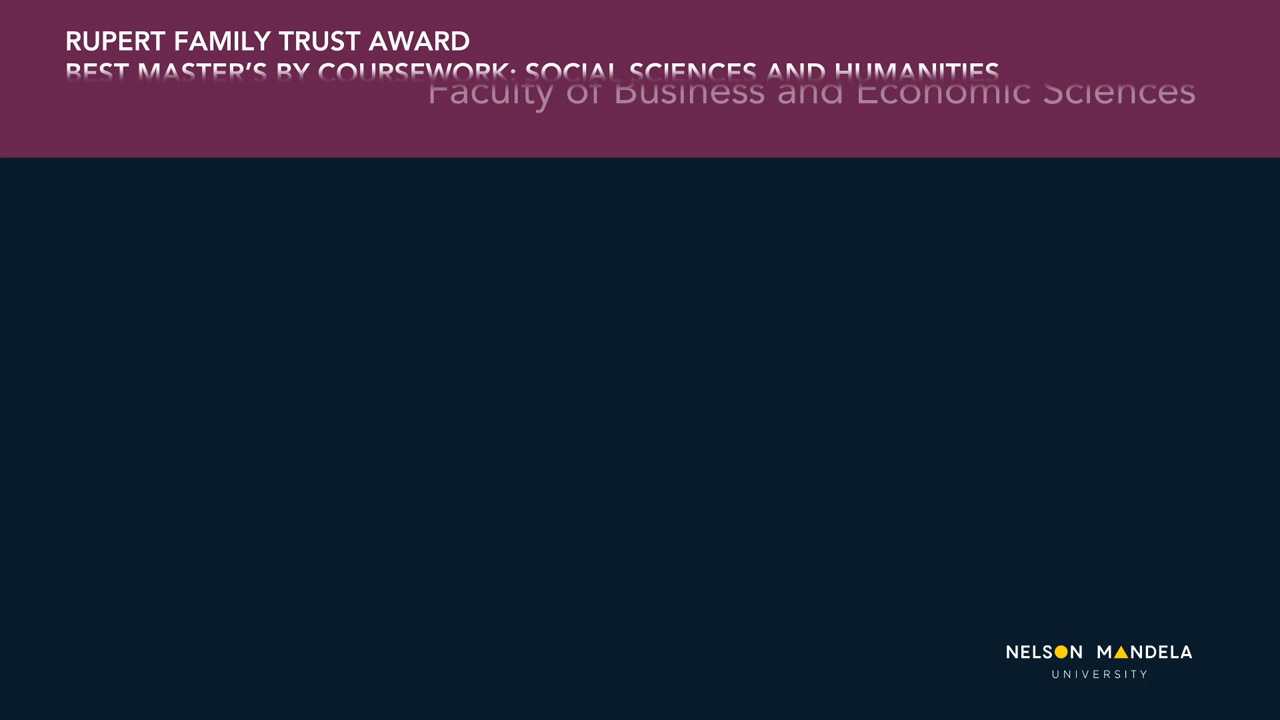 RUPERT FAMILY TRUST AWARD
BEST MASTER'S BY COURSEWORK: SOCIAL SCIENCES AND HUMANITIES
Faculty of Business and Economic Sciences
NELSON MANDELA
UNIVERSITY